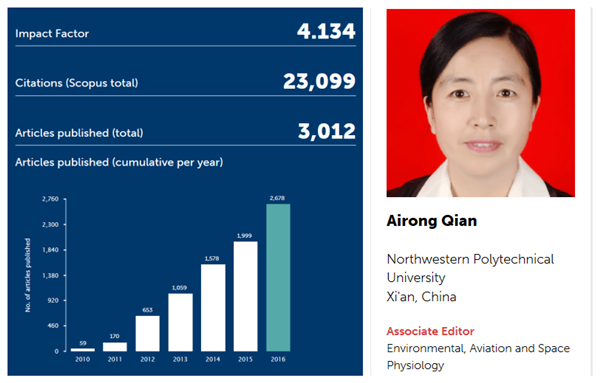 Impact Factor 4.134
Citations (Scopus total) 23,099
Articles published (total) 3,012
Articles published (cumulative per year)
No. of articles published
2,760
2,300
1,840
1,380
920
460
0
59
170
653
1,059
1,578
1,999
2,678
2010 2011 2012 2013 2014 2015 2016
Airong Qian
Northwestern Polytechnical
University
Xi'an, China
Associate Editor
Environmental, Aviation and Space
Physiology